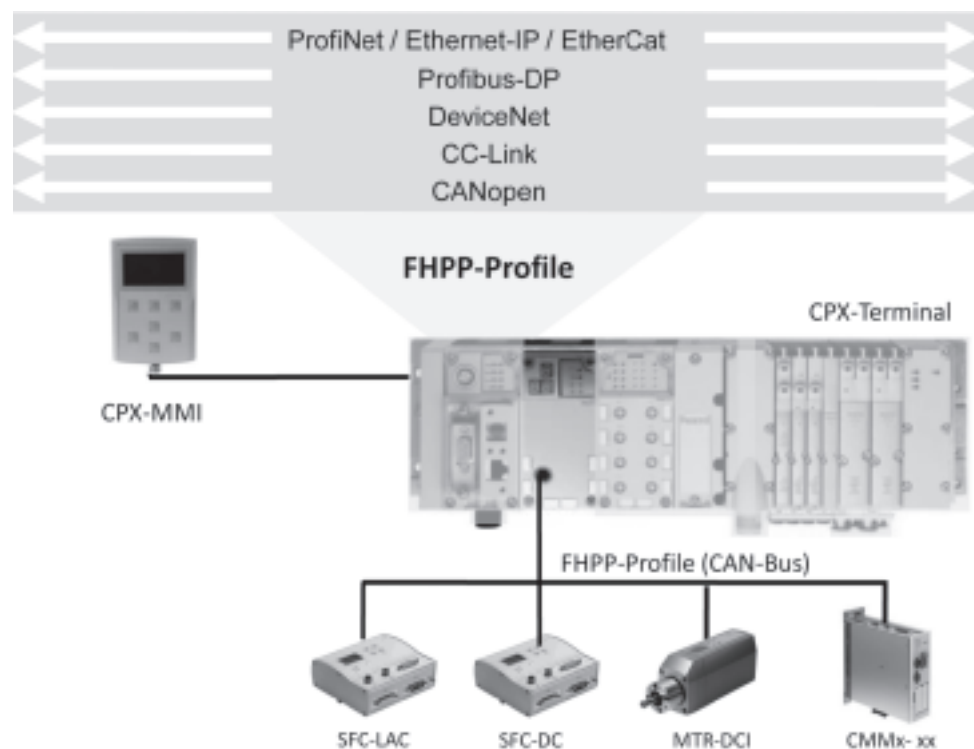 ProfiNet / Ethernet-IP / EtherCat
Profibus-DP
DeviceNet
CC-Link
CANopen
FHPP-Profile
CPX-Terminal
CPX-MMI
FHPP-Profile (CAN-Bus)
SFC-LAC
SFC-DC
MTR-DCI
CMMx- xx